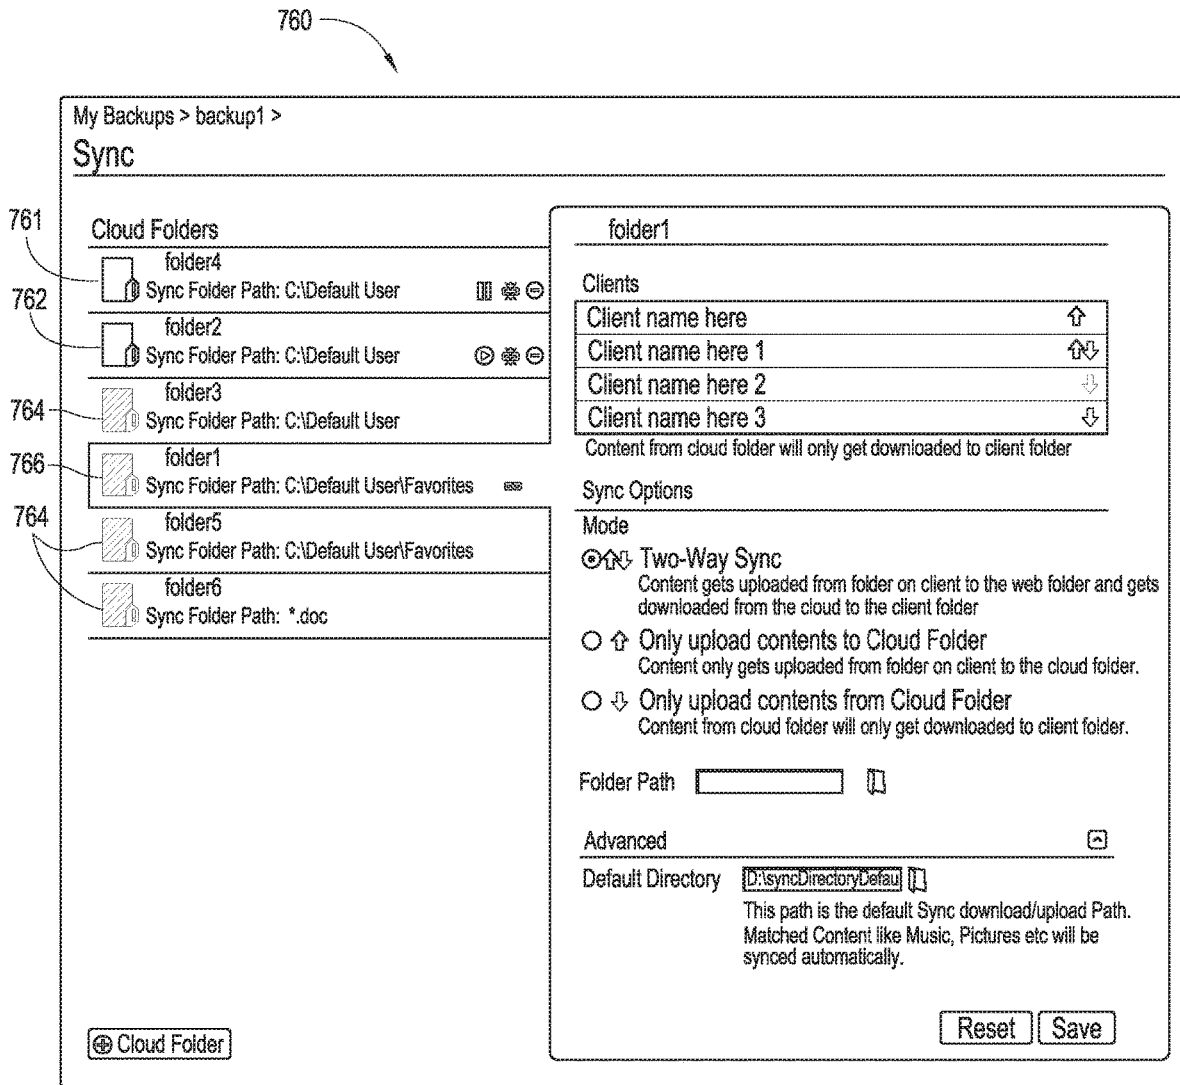 760
My Backups > backup1 >
Sync
761
Cloud Folders
folder4
Sync Folder Path: C:\Default User
762
folder2
Sync Folder Path: C:\Default User
764
folder3
Sync Folder Path: C:\Default User
766
folder1
Sync Folder Path: C:\Default User\Favorites
764
folder5
Sync Folder Path: C:\Default User\Favorites
folder6
Sync Folder Path: *.doc
Cloud Folder
folder1
Clients
Client name here
Client name here 1
Client name here 2
Client name here 3
Content from cloud folder will only get downloaded to client folder
Sync Options
Mode
Two-Way Sync
Content gets uploaded from folder on client to the web folder and gets
downloaded from the cloud to the client folder
Only upload contents to Cloud Folder
Content only gets uploaded from folder on client to the cloud folder.
Only upload contents from Cloud Folder
Content from cloud folder will only get downloaded to client folder.
Folder Path
Advanced
Default Directory D:\syncDirectoryDefau
This path is the default Sync download/upload Path.
Matched Content like Music, Pictures etc will be
synced automatically.
Reset Save